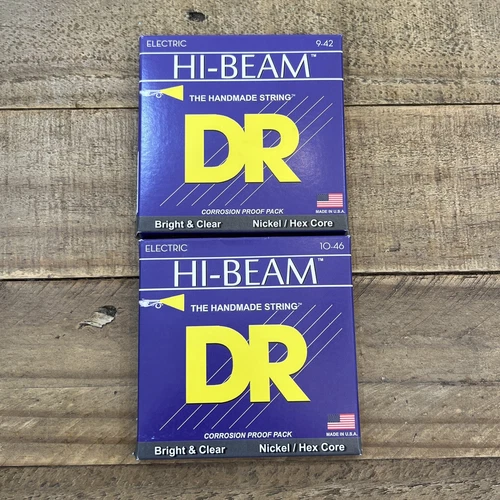 ELECTRIC 9-42
HI-BEAM™
THE HANDMADE STRING™
DR
CORROSION PROOF PACK
MADE IN U.S.A.
Bright & Clear Nickel / Hex Core
ELECTRIC 10-46
HI-BEAM™
THE HANDMADE STRING™
DR
CORROSION PROOF PACK
MADE IN U.S.A.
Bright & Clear Nickel / Hex Core